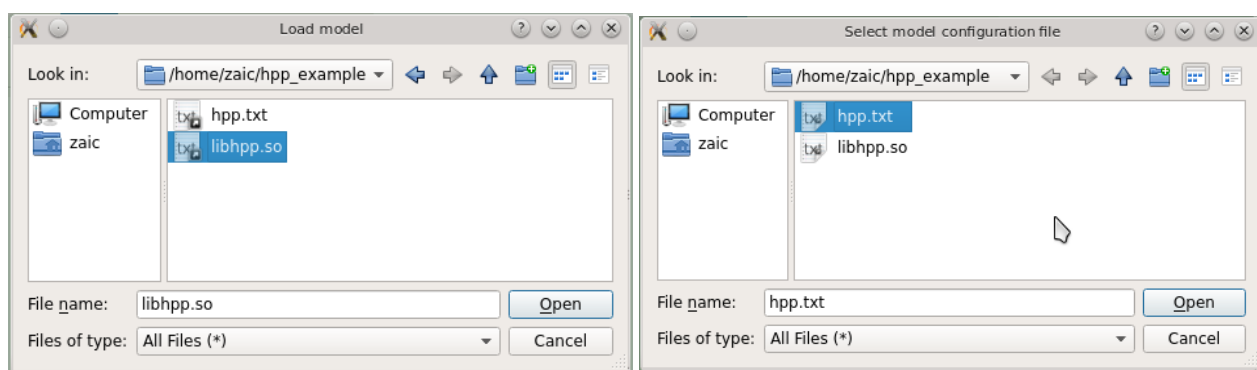 Load model
Look in:
/home/zaic/hpp_example
Computer
zaic
hpp.txt
libhpp.so
File name:
libhpp.so
Open
Files of type:
All Files (*)
Cancel
Select model configuration file
Look in:
/home/zaic/hpp_example
Computer
zaic
hpp.txt
libhpp.so
File name:
hpp.txt
Open
Files of type:
All Files (*)
Cancel